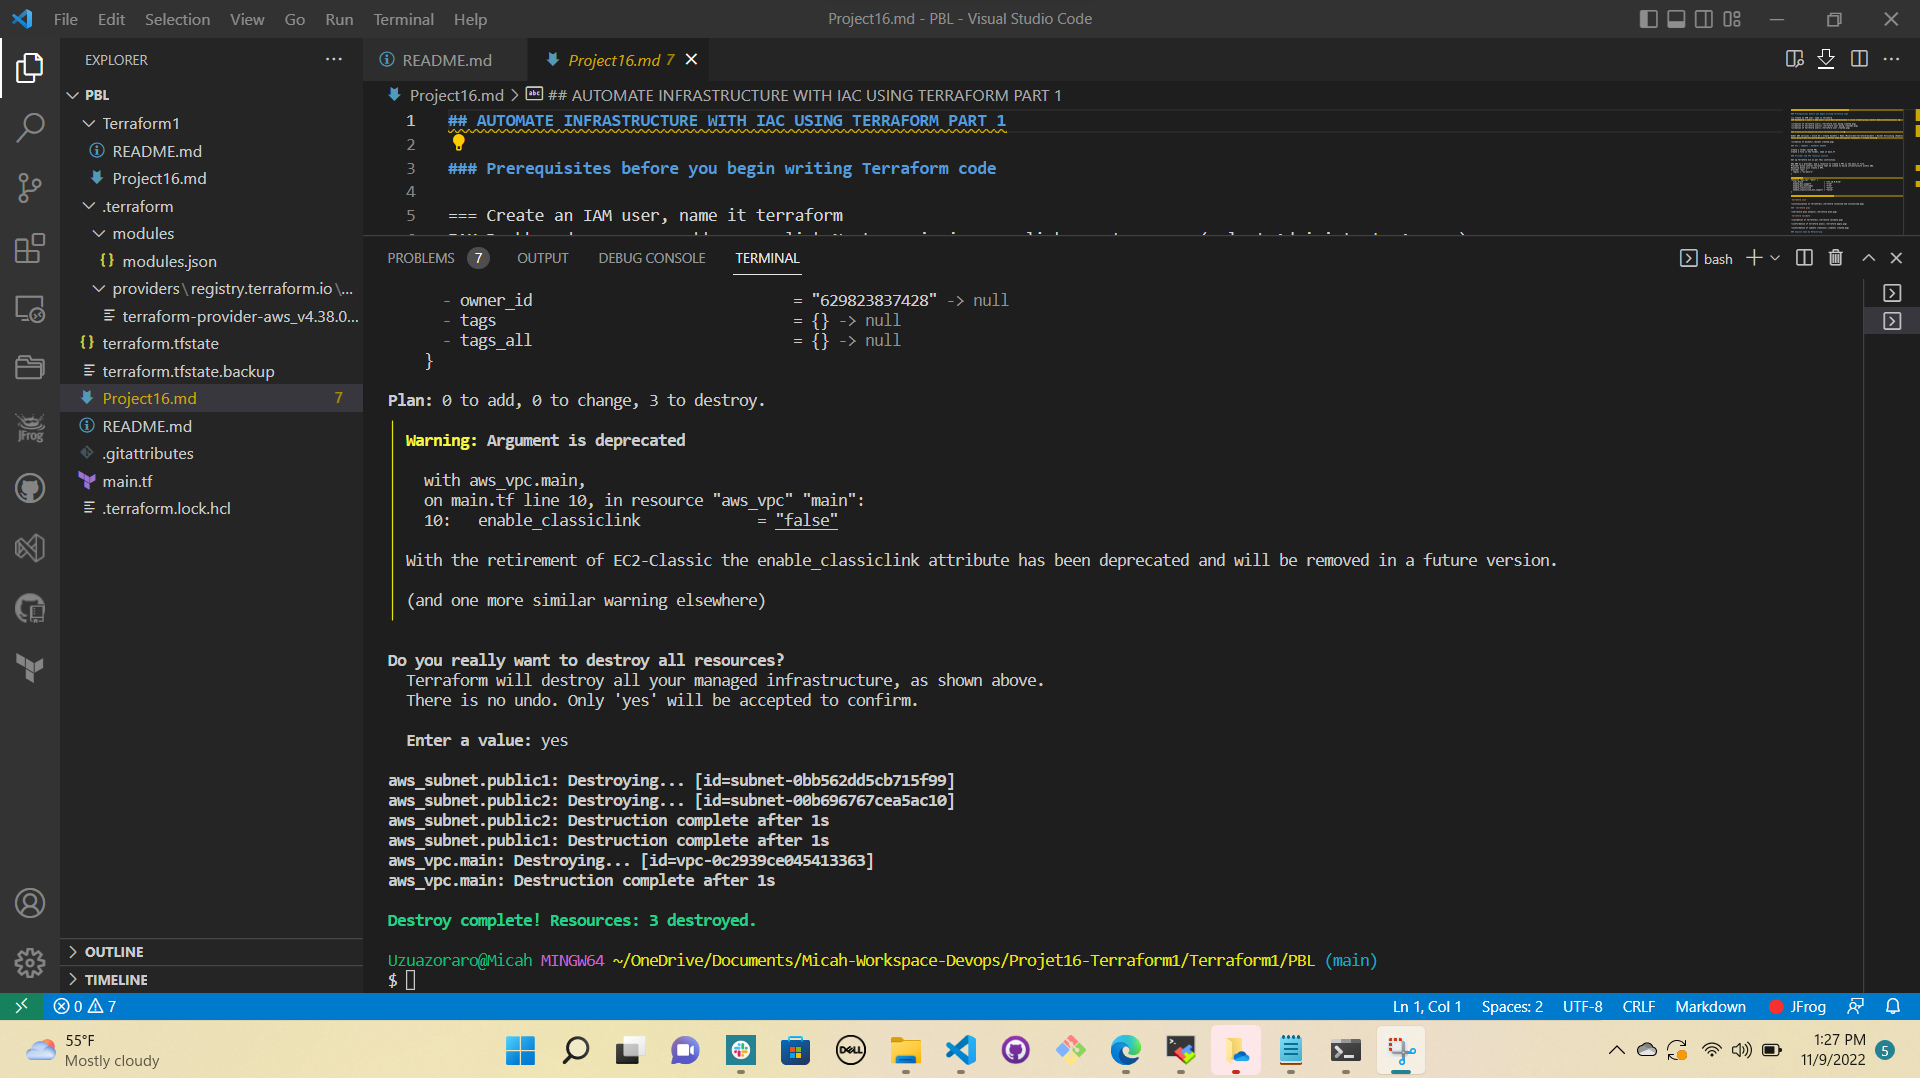 File Edit Selection View Go Run Terminal Help
Project16.md - PBL - Visual Studio Code
EXPLORER
PBL
Terraform1
README.md
Project16.md
.terraform
modules
modules.json
providers\registry.terraform.io\...
terraform-provider-aws_v4.38.0...
terraform.tfstate
terraform.tfstate.backup
Project16.md 7
README.md
.gitattributes
main.tf
.terraform.lock.hcl
OUTLINE
TIMELINE
JFrog
README.md
Project16.md 7
Project16.md > ## AUTOMATE INFRASTRUCTURE WITH IAC USING TERRAFORM PART 1
1 ## AUTOMATE INFRASTRUCTURE WITH IAC USING TERRAFORM PART 1
2
3 ### Prerequisites before you begin writing Terraform code
4
5 === Create an IAM user, name it terraform
PROBLEMS 7 OUTPUT DEBUG CONSOLE TERMINAL
bash
- owner_id = "629823837428" -> null
- tags = {} -> null
- tags_all = {} -> null
}
Plan: 0 to add, 0 to change, 3 to destroy.
Warning: Argument is deprecated
with aws_vpc.main,
on main.tf line 10, in resource "aws_vpc" "main":
10: enable_classiclink = "false"
With the retirement of EC2-Classic the enable_classiclink attribute has been deprecated and will be removed in a future version.
(and one more similar warning elsewhere)
Do you really want to destroy all resources?
Terraform will destroy all your managed infrastructure, as shown above.
There is no undo. Only 'yes' will be accepted to confirm.
Enter a value: yes
aws_subnet.public1: Destroying... [id=subnet-0bb562dd5cb715f99]
aws_subnet.public2: Destroying... [id=subnet-00b696767cea5ac10]
aws_subnet.public2: Destruction complete after 1s
aws_subnet.public1: Destruction complete after 1s
aws_vpc.main: Destroying... [id=vpc-0c2939ce045413363]
aws_vpc.main: Destruction complete after 1s
Destroy complete! Resources: 3 destroyed.
Uzuazoraro@Micah MINGW64 ~/OneDrive/Documents/Micah-Workspace-Devops/Projet16-Terraform1/Terraform1/PBL (main)
$
0 7
Ln 1, Col 1 Spaces: 2 UTF-8 CRLF Markdown JFrog
55°F
Mostly cloudy
DELL
1:27 PM
11/9/2022
5